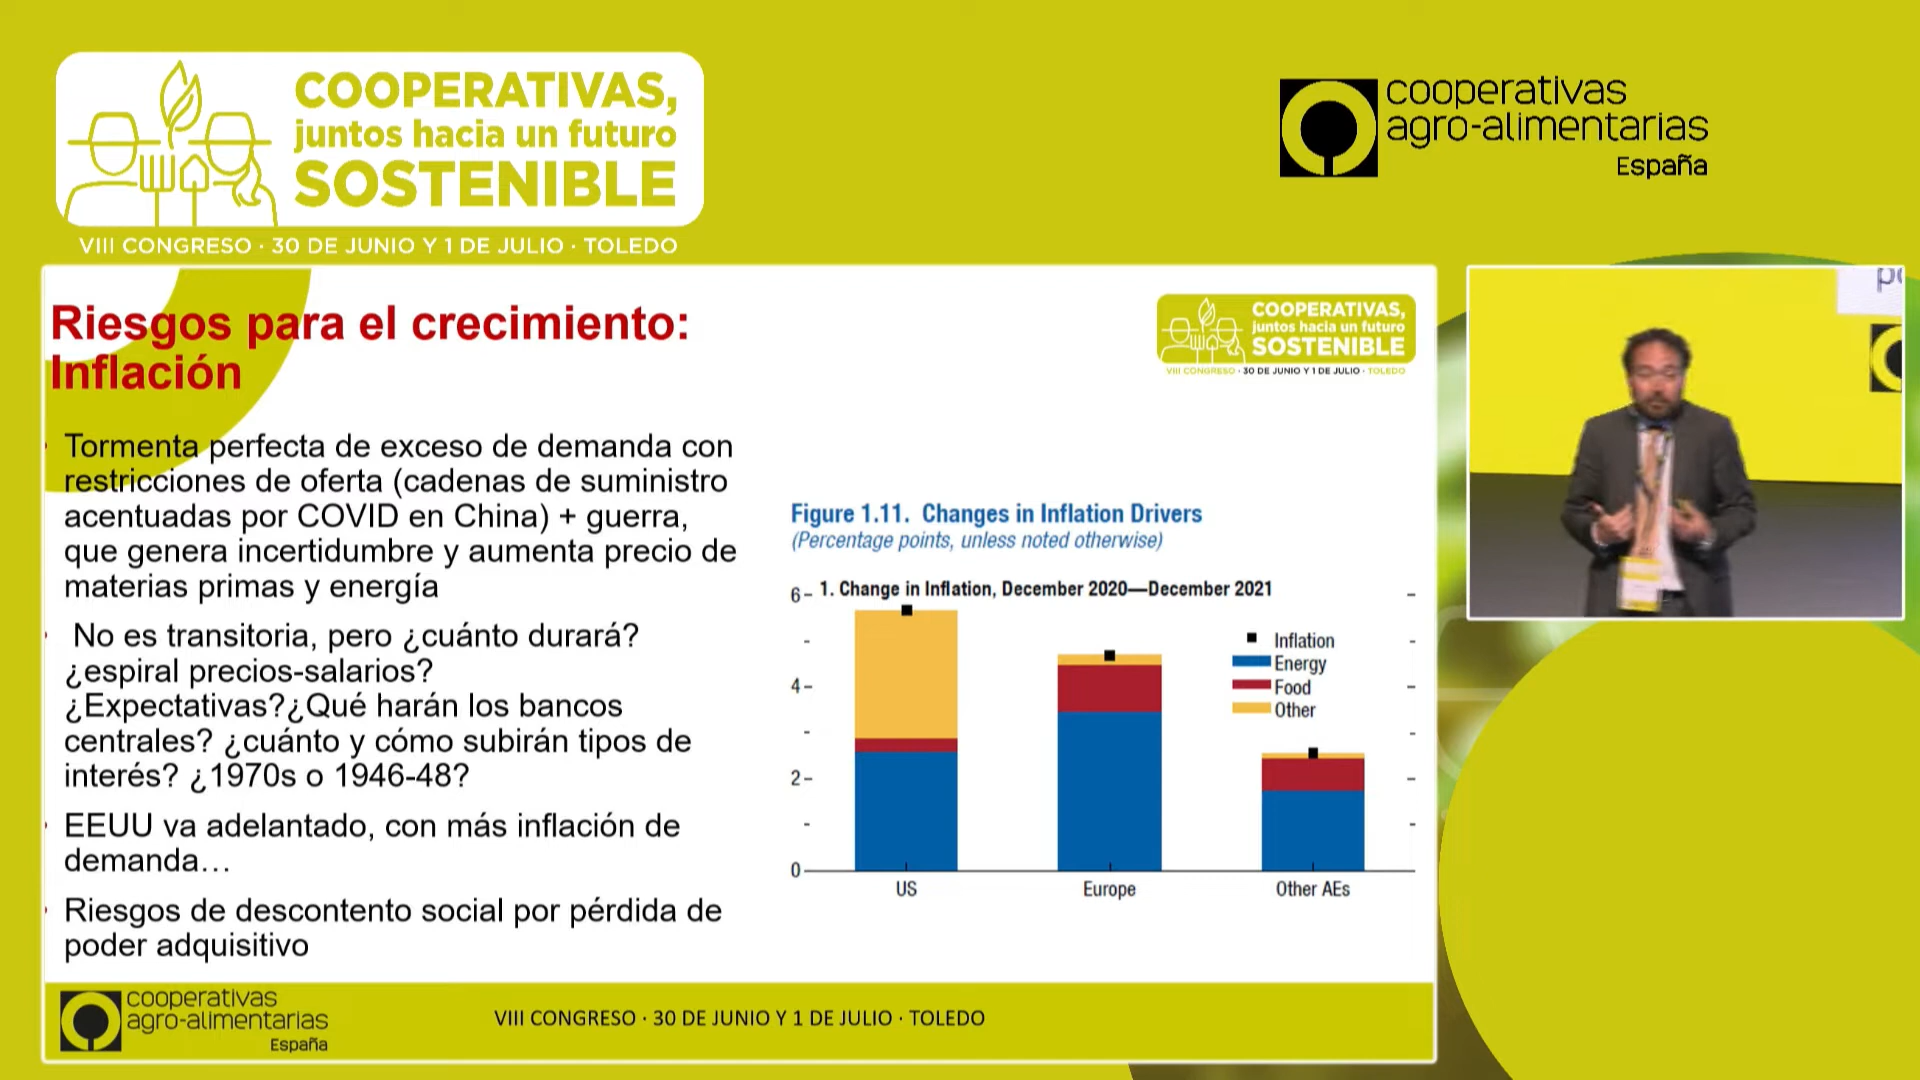 COOPERATIVAS,
juntos hacia un futuro
SOSTENIBLE
VIII CONGRESO · 30 DE JUNIO Y 1 DE JULIO · TOLEDO
cooperativas
agro-alimentarias
España
Riesgos para el crecimiento:
Inflación
COOPERATIVAS,
juntos hacia un futuro
SOSTENIBLE
VIII CONGRESO · 30 DE JUNIO Y 1 DE JULIO · TOLEDO
Tormenta perfecta de exceso de demanda con
restricciones de oferta (cadenas de suministro
acentuadas por COVID en China) + guerra,
que genera incertidumbre y aumenta precio de
materias primas y energía
No es transitoria, pero ¿cuánto durará?
¿espiral precios-salarios?
¿Expectativas?¿Qué harán los bancos
centrales? ¿cuánto y cómo subirán tipos de
interés? ¿1970s o 1946-48?
EEUU va adelantado, con más inflación de
demanda…
Riesgos de descontento social por pérdida de
poder adquisitivo
Figure 1.11. Changes in Inflation Drivers
(Percentage points, unless noted otherwise)
1. Change in Inflation, December 2020—December 2021
6
4
2
0
Inflation
Energy
Food
Other
US
Europe
Other AEs
cooperativas
agro-alimentarias
España
VIII CONGRESO · 30 DE JUNIO Y 1 DE JULIO · TOLEDO